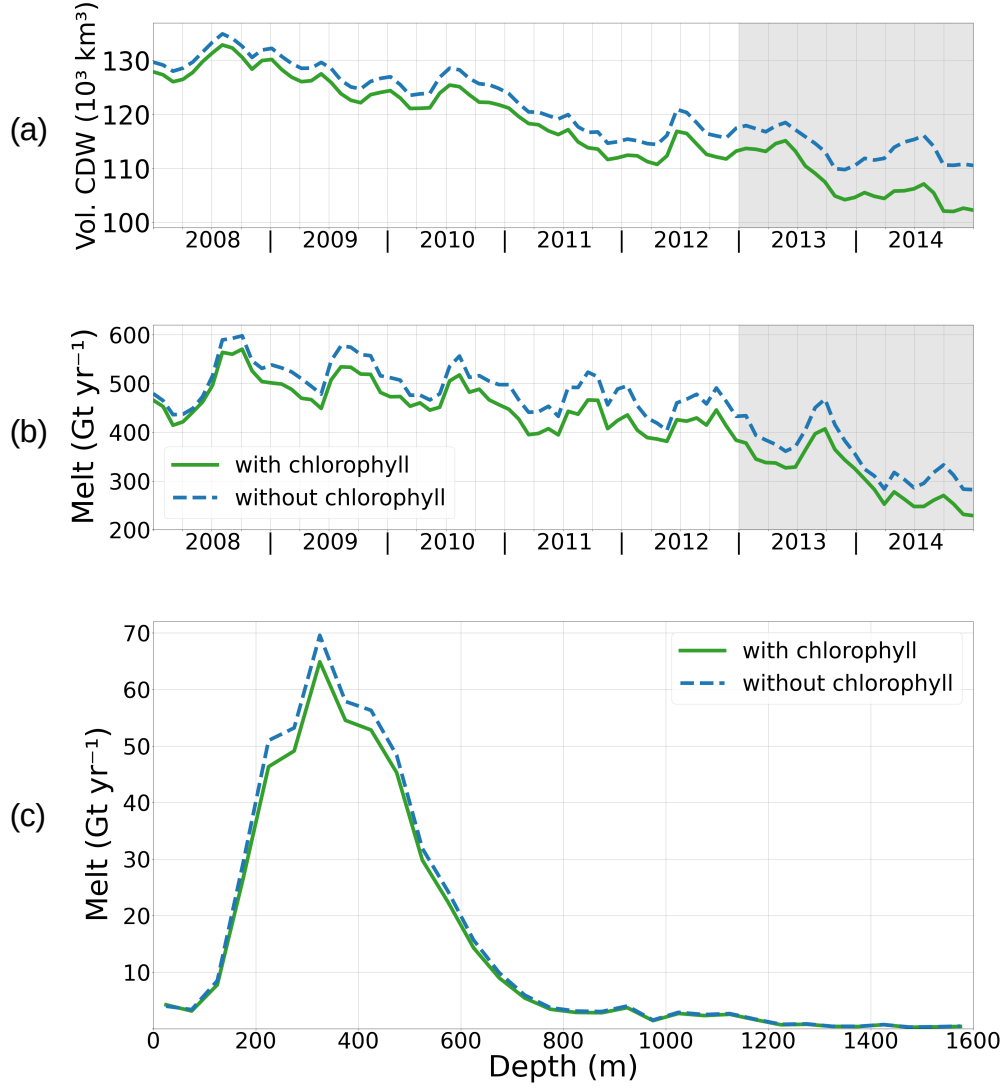 (a)
Vol. CDW (10³ km³)
130
120
110
100
2008 | 2009 | 2010 | 2011 | 2012 | 2013 | 2014
(b)
Melt (Gt yr⁻¹)
600
500
400
300
200
with chlorophyll
without chlorophyll
2008 | 2009 | 2010 | 2011 | 2012 | 2013 | 2014
(c)
Melt (Gt yr⁻¹)
70
60
50
40
30
20
10
with chlorophyll
without chlorophyll
0 200 400 600 800 1000 1200 1400 1600
Depth (m)